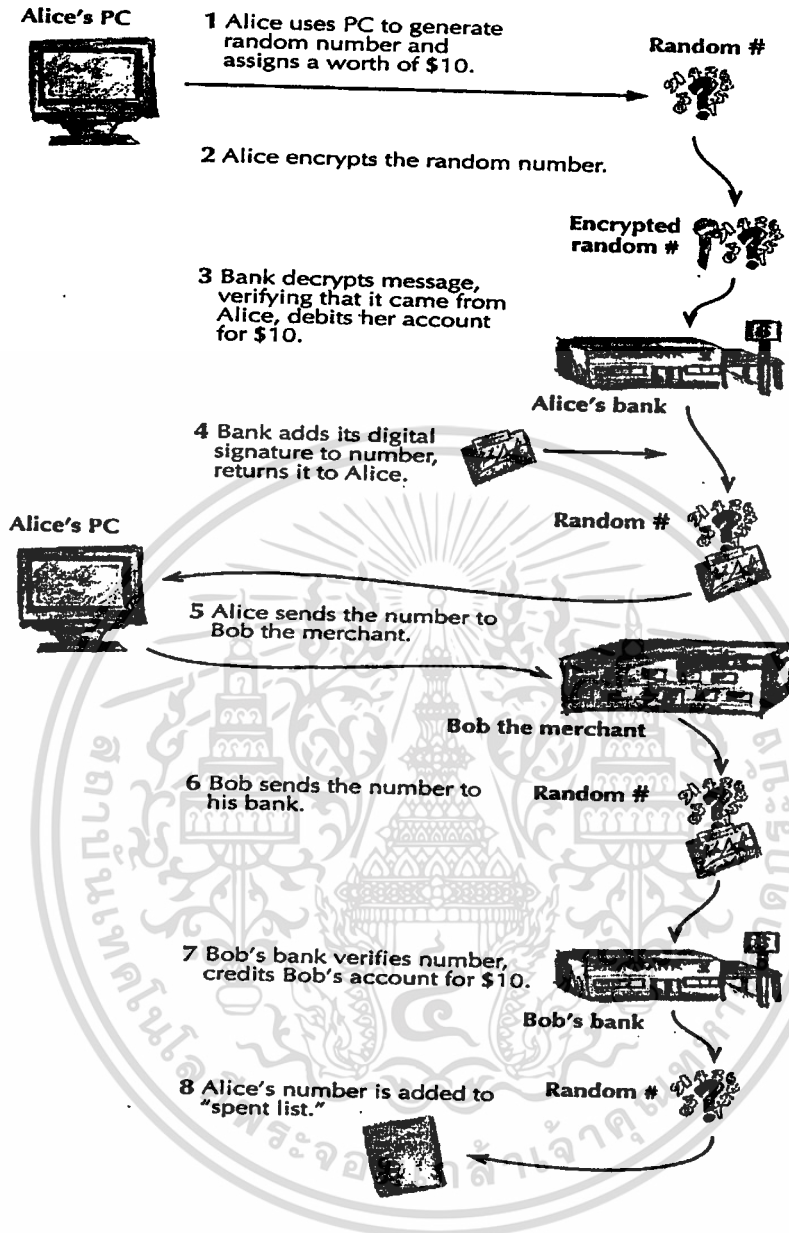 Alice's PC
1 Alice uses PC to generate
random number and
assigns a worth of $10.
Random #
2 Alice encrypts the random number.
Encrypted
random #
3 Bank decrypts message,
verifying that it came from
Alice, debits her account
for $10.
Alice's bank
4 Bank adds its digital
signature to number,
returns it to Alice.
Random #
Alice's PC
5 Alice sends the number to
Bob the merchant.
Bob the merchant
6 Bob sends the number to
his bank.
Random #
7 Bob's bank verifies number,
credits Bob's account for $10.
Bob's bank
8 Alice's number is added to
"spent list."
Random #